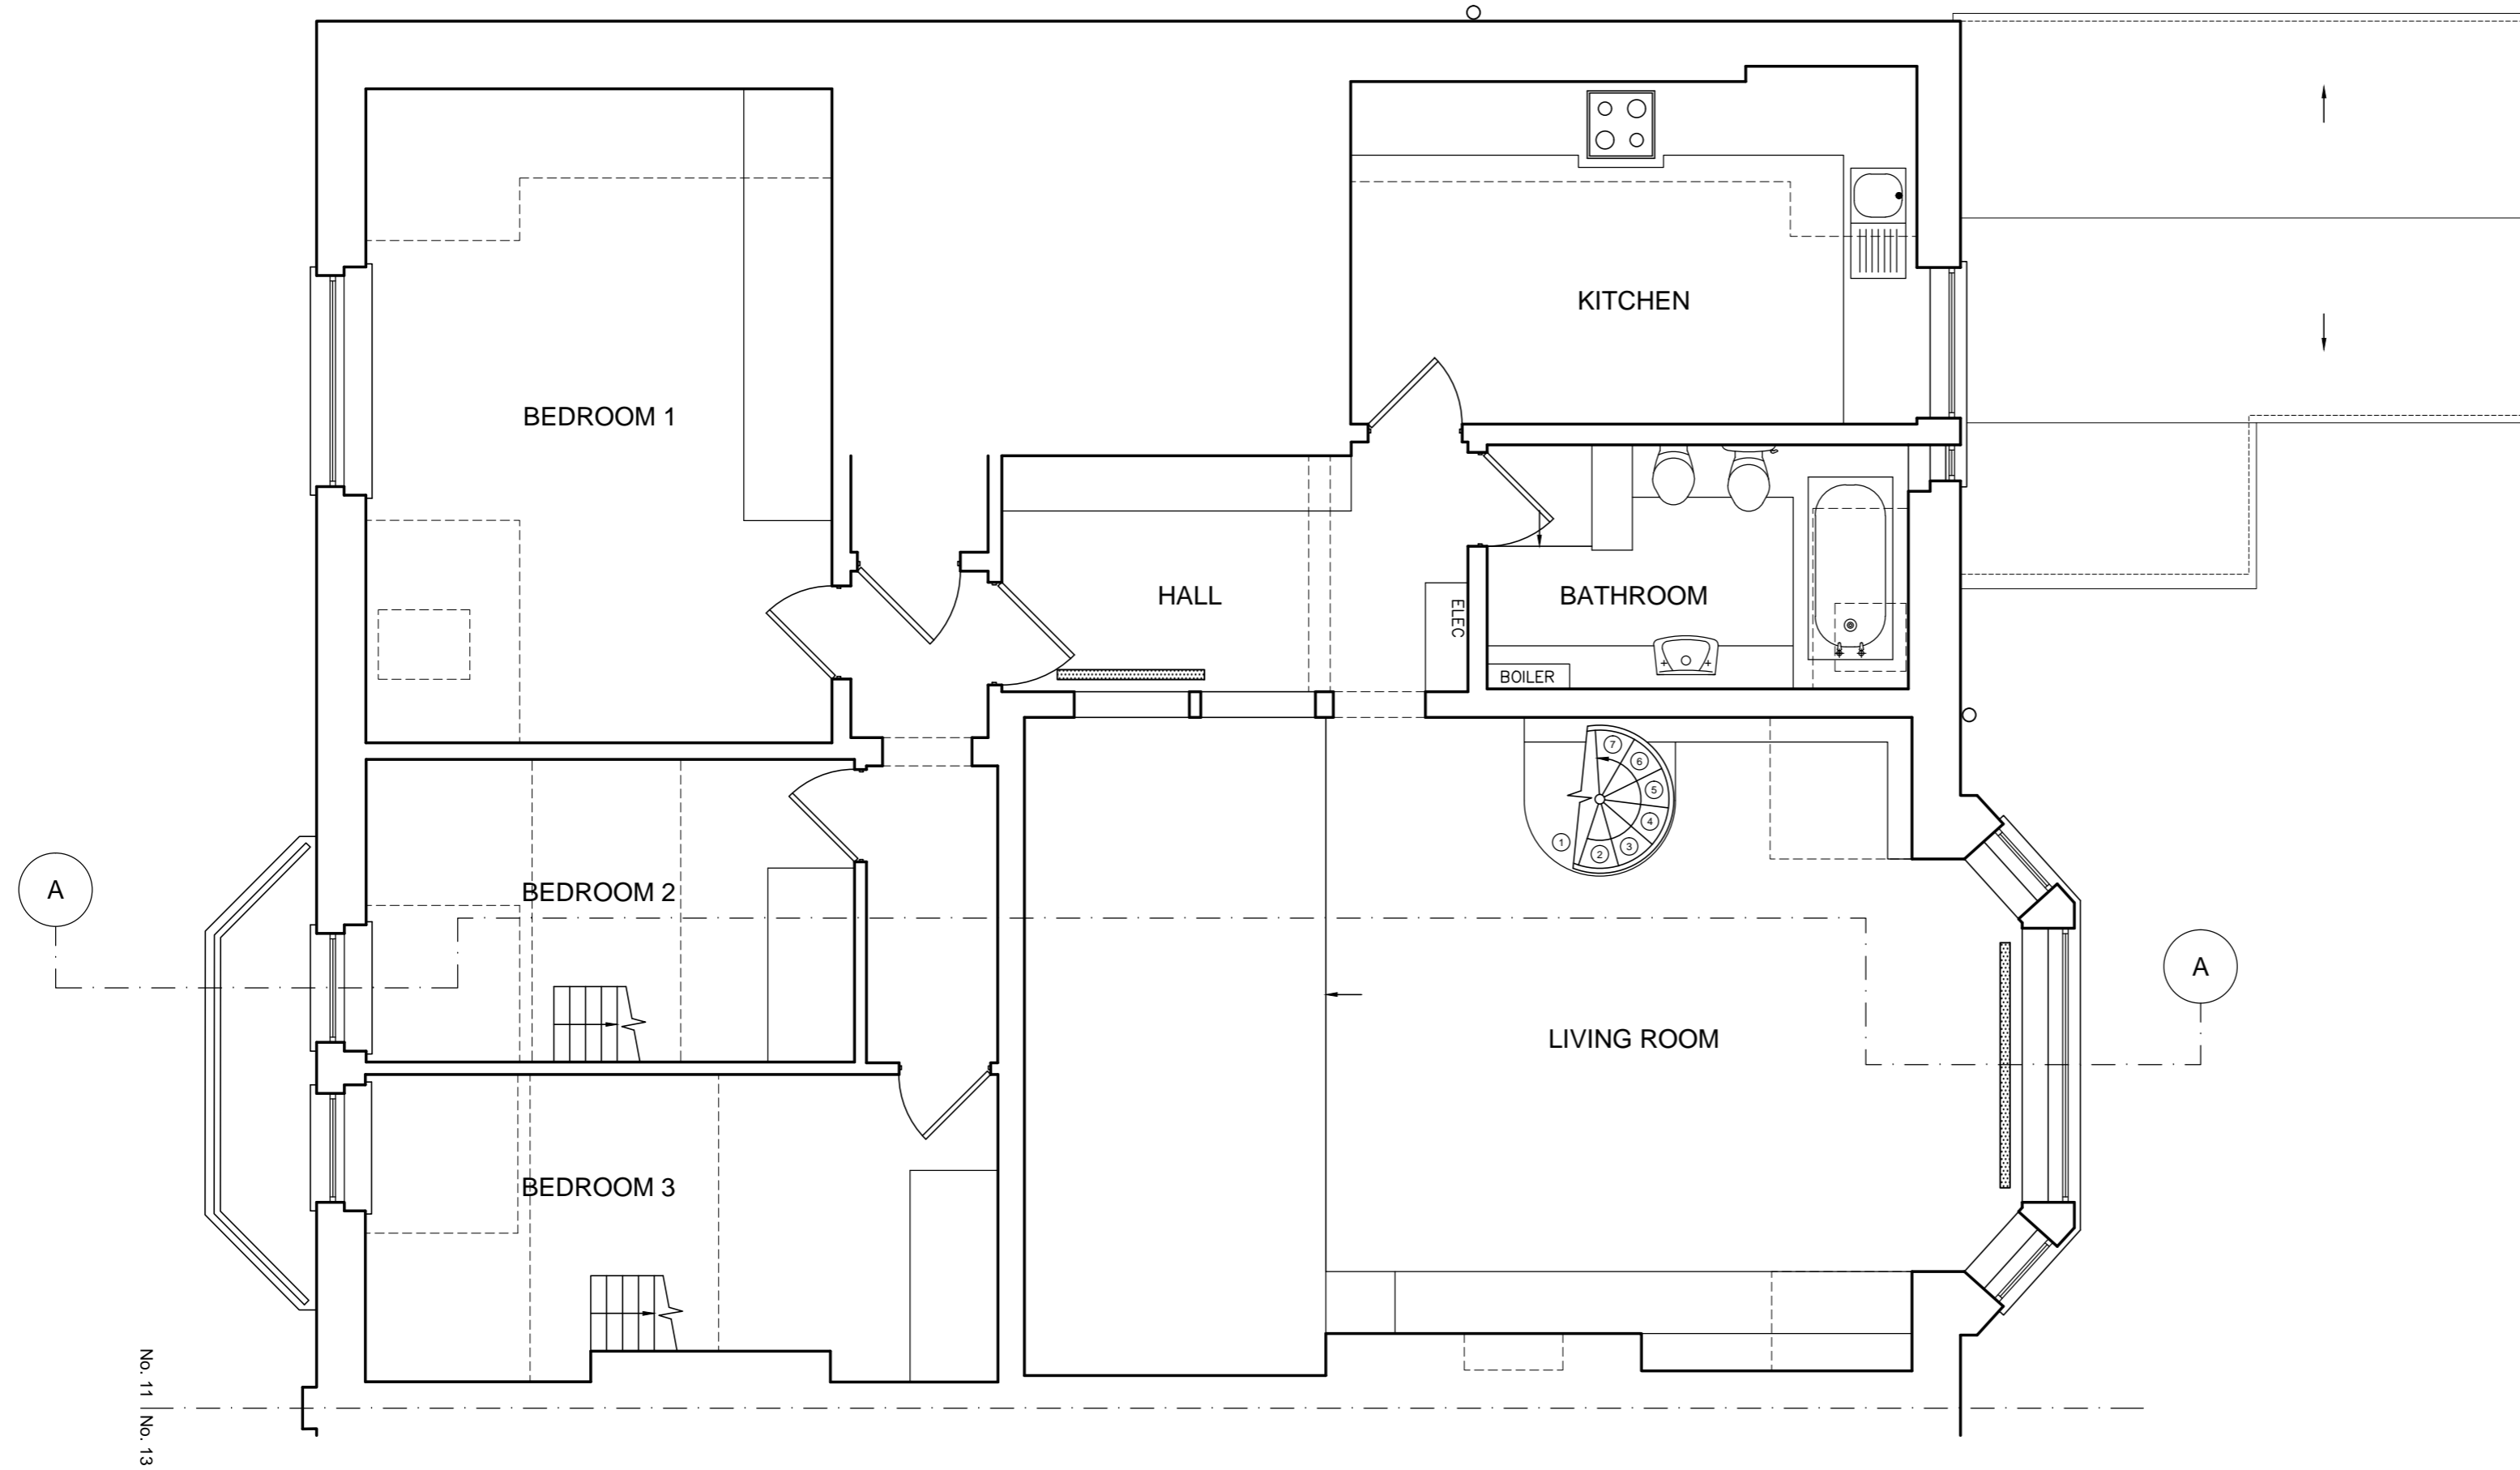 KITCHEN
BEDROOM 1
HALL
ELEC
BATHROOM
BOILER
7
6
5
4
3
2
1
A
BEDROOM 2
A
LIVING ROOM
BEDROOM 3
No. 11
No. 13